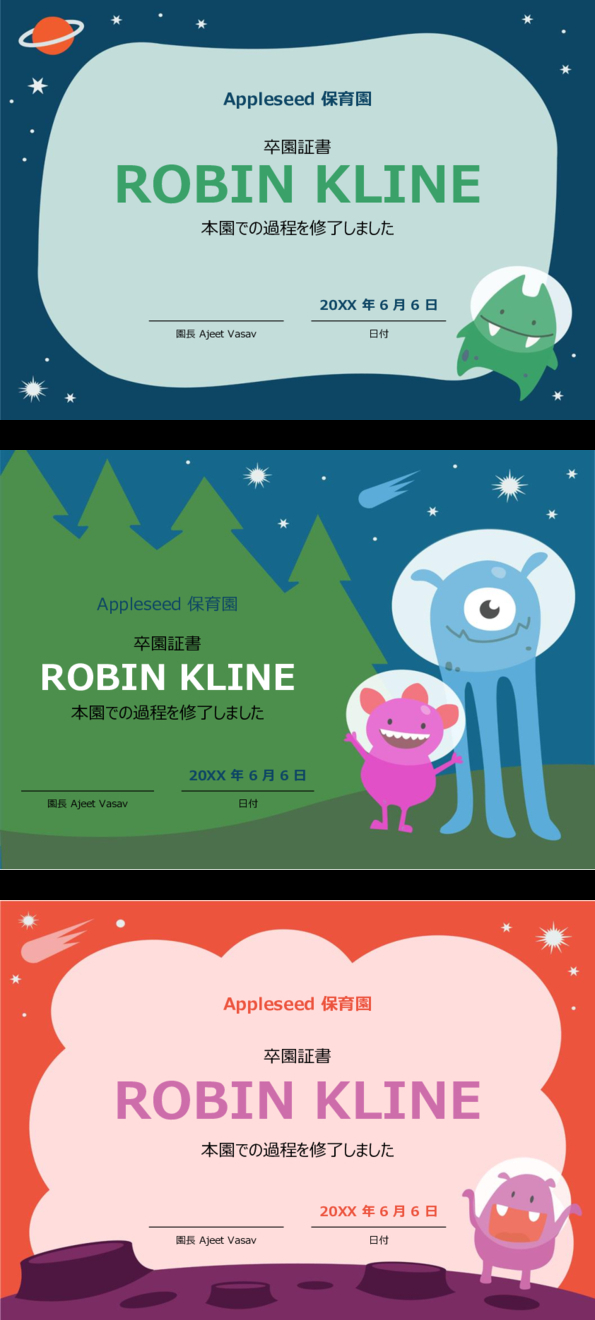 Appleseed 保育園
卒園証書
ROBIN KLINE
本園での過程を修了しました
20XX 年 6 月 6 日
園長 Ajeet Vasav
日付
Appleseed 保育園
卒園証書
ROBIN KLINE
本園での過程を修了しました
20XX 年 6 月 6 日
園長 Ajeet Vasav
日付
Appleseed 保育園
卒園証書
ROBIN KLINE
本園での過程を修了しました
20XX 年 6 月 6 日
園長 Ajeet Vasav
日付